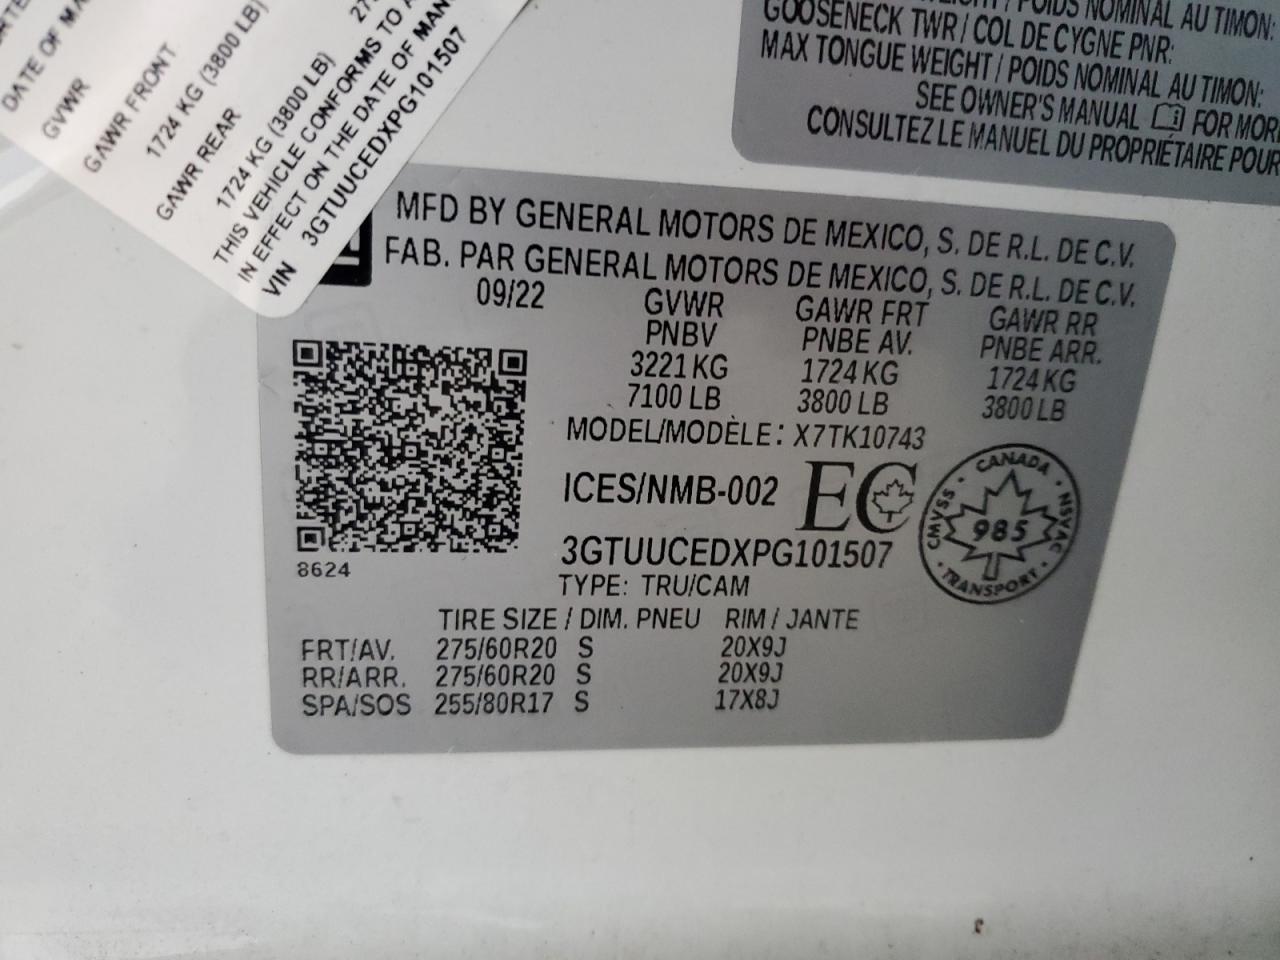 DATE OF MA
GVWR
GAWR FRONT
1724 KG (3800 LB)
GAWR REAR
1724 KG (3800 LB)
THIS VEHICLE CONFORMS TO A
IN EFFECT ON THE DATE OF MAN
VIN 3GTUUCEDXPG101507
POIDS NOMINAL AU TIMON:
GOOSENECK TWR / COL DE CYGNE PNR:
MAX TONGUE WEIGHT / POIDS NOMINAL AU TIMON:
SEE OWNER'S MANUAL FOR MORE
CONSULTEZ LE MANUEL DU PROPRIÉTAIRE POUR
MFD BY GENERAL MOTORS DE MEXICO, S. DE R.L. DE C.V.
FAB. PAR GENERAL MOTORS DE MEXICO, S. DE R.L. DE C.V.
09/22 GVWR GAWR FRT GAWR RR
PNBV PNBE AV. PNBE ARR.
3221 KG 1724 KG 1724 KG
7100 LB 3800 LB 3800 LB
MODEL/MODÈLE: X7TK10743
ICES/NMB-002 EC
3GTUUCEDXPG101507
TYPE: TRU/CAM
CANADA
CMVSS 985 NSVAC
TRANSPORT
8624
TIRE SIZE / DIM. PNEU RIM / JANTE
FRT/AV. 275/60R20 S 20X9J
RR/ARR. 275/60R20 S 20X9J
SPA/SOS 255/80R17 S 17X8J